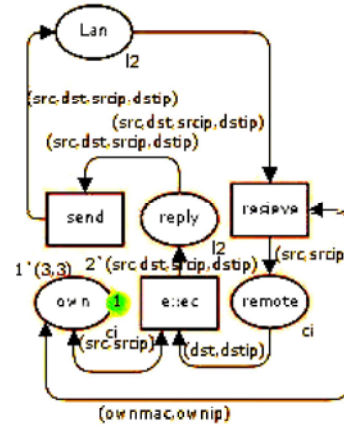 Lan
l2
(src,dst,srcip,dstip)
(src,dst,srcip,dstip)
(src,dst,srcip,dstip)
send
reply
recieve
l2
(src,srcip)
1`(3,3)
2`(src,dst,srcip,dstip)
own
1
exec
remote
ci
ci
(src,srcip)
(dst,dstip)
(ownmac,ownip)